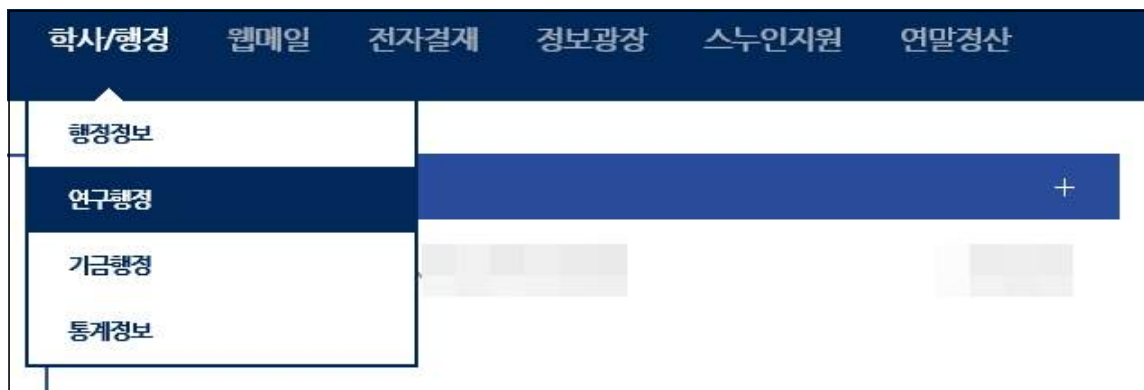 학사/행정 웹메일 전자결재 정보광장 스누인지원 연말정산
행정정보
연구행정
+
기금행정
통계정보